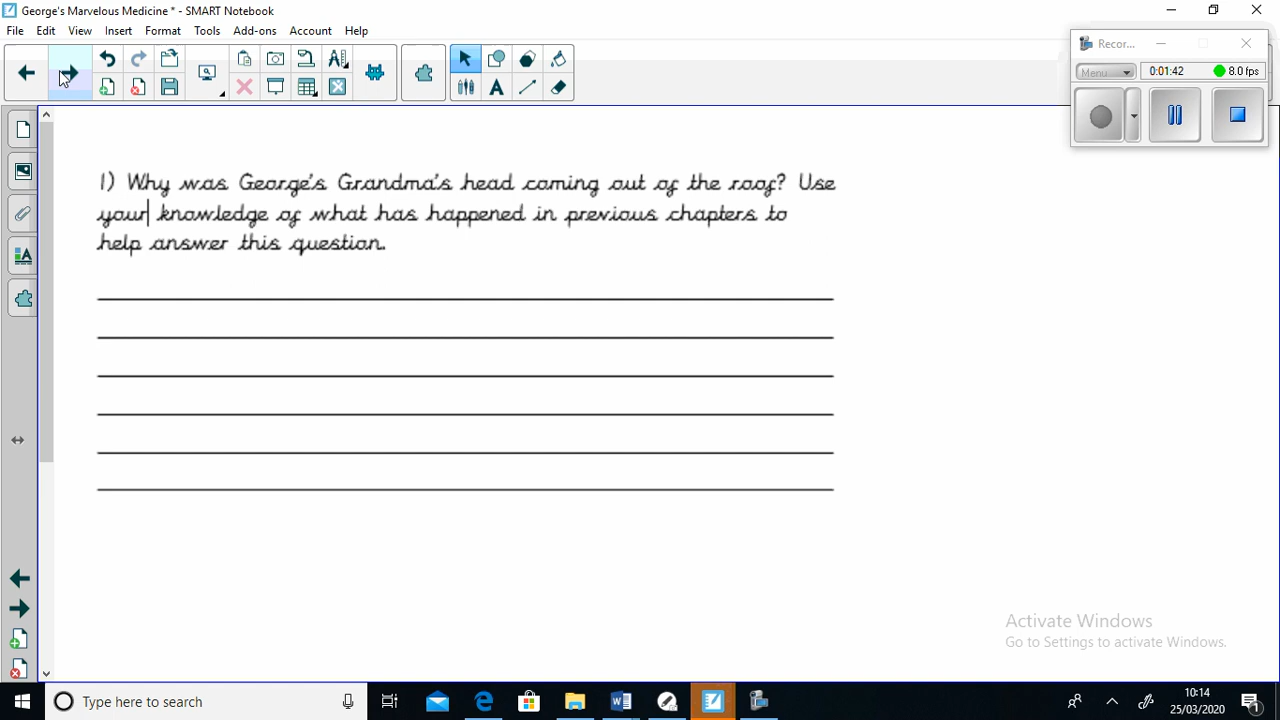 George's Marvelous Medicine * - SMART Notebook
File Edit View Insert Format Tools Add-ons Account Help
Recor...
Menu 0:01:42 8.0 fps
1) Why was George's Grandma's head coming out of the roof? Use
your knowledge of what has happened in previous chapters to
help answer this question.
Activate Windows
Go to Settings to activate Windows.
Type here to search
10:14
25/03/2020
1